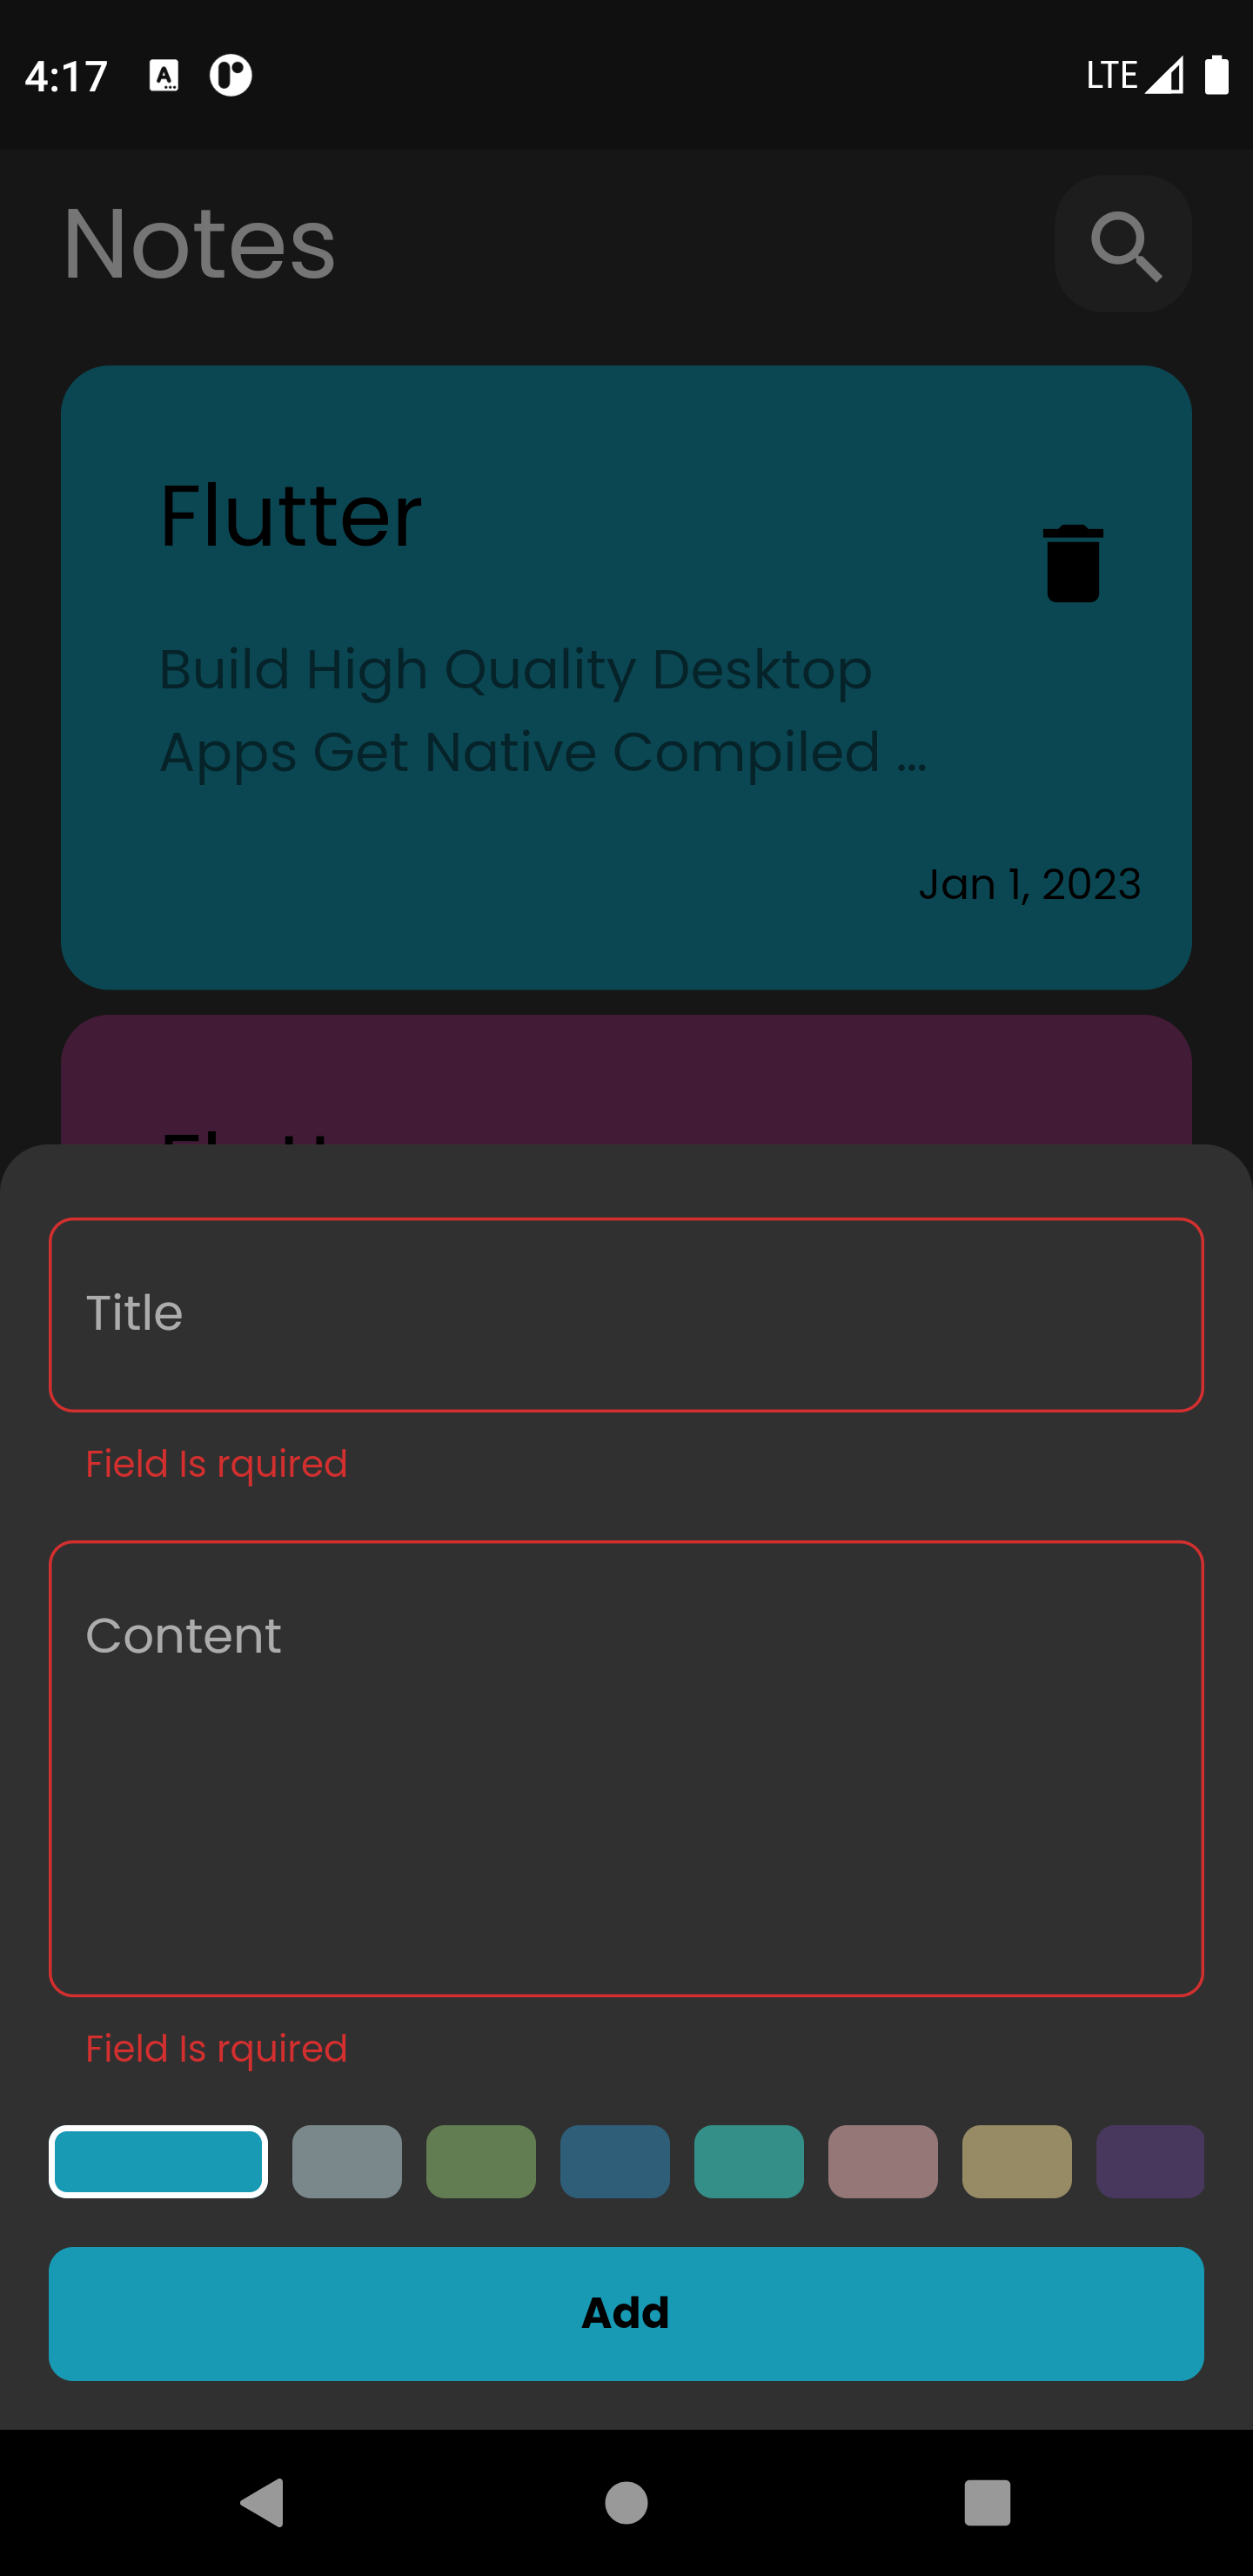 4:17
LTE
Notes
Flutter
Build High Quality Desktop
Apps Get Native Compiled ...
Jan 1, 2023
Title
Field Is rquired
Content
Field Is rquired
Add